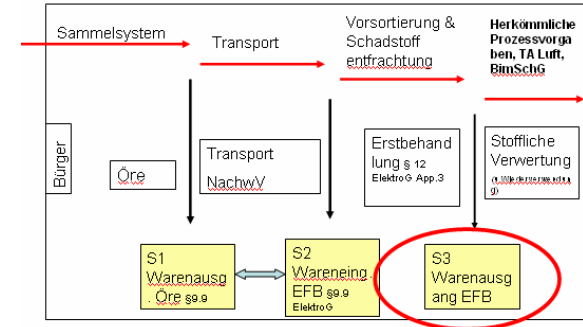 Sammelsystem
Transport
Vorsortierung &
Schadstoff
entfrachtung
Herkömmliche
Prozessvorga
ben, TA Luft,
BimSchG
Bürger
Öre
Transport
NachwV
Erstbehand
lung § 12
ElektroG App.3
Stoffliche
Verwertung
g)
S1
Warenausg
. Öre §9.9
S2
Wareneing .
EFB §9.9
ElektroG
S3
Warenausg
ang EFB